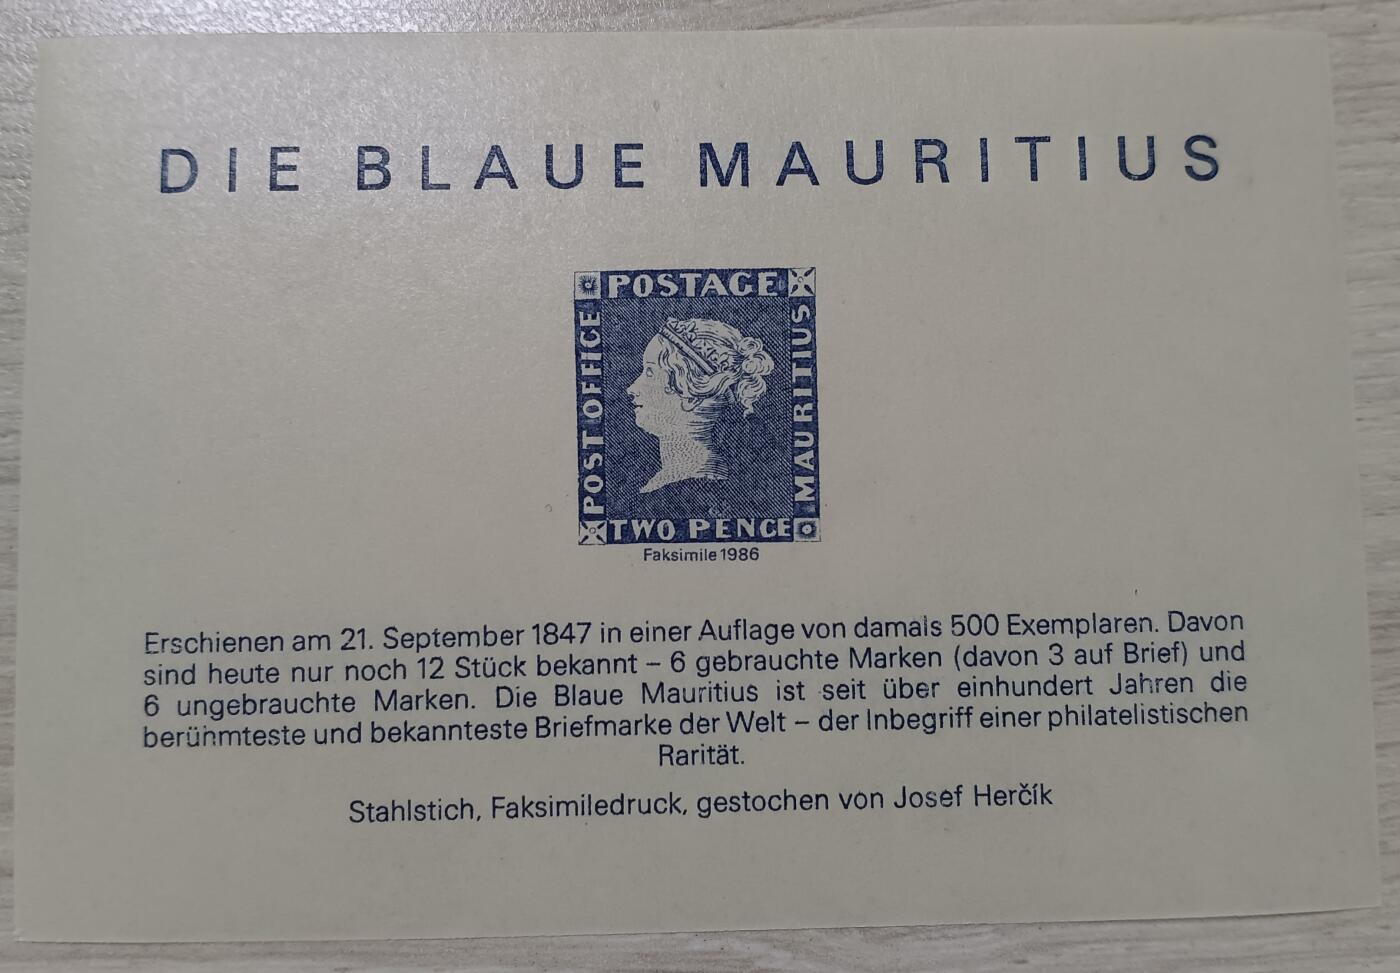 DIE BLAUE MAURITIUS
POSTAGE
POST OFFICE
MAURITIUS
TWO PENCE
Faksimile 1986
Erschienen am 21. September 1847 in einer Auflage von damals 500 Exemplaren. Davon
sind heute nur noch 12 Stück bekannt – 6 gebrauchte Marken (davon 3 auf Brief) und
6 ungebrauchte Marken. Die Blaue Mauritius ist seit über einhundert Jahren die
berühmteste und bekannteste Briefmarke der Welt – der Inbegriff einer philatelistischen
Rarität.
Stahlstich, Faksimiledruck, gestochen von Josef Herčík